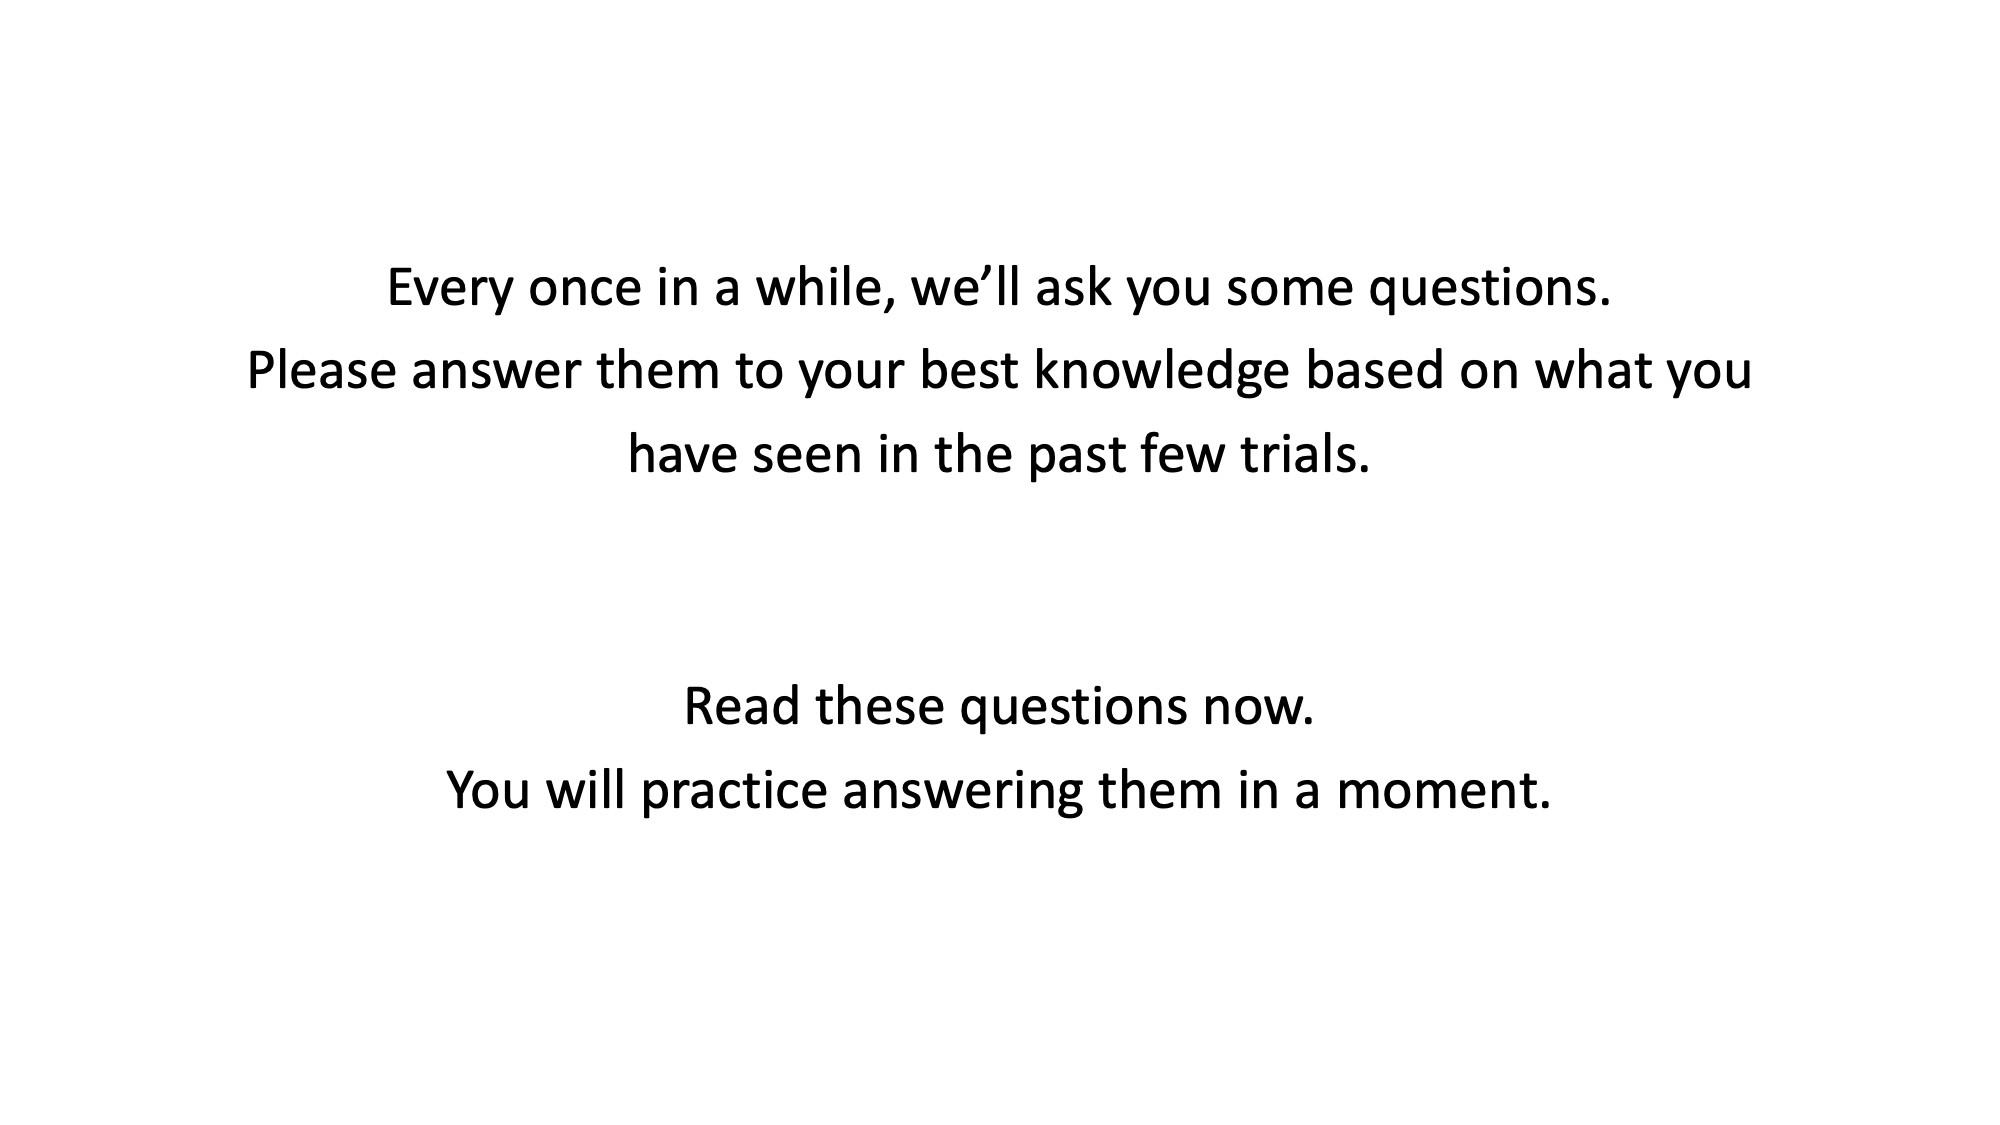 Every once in a while, we’ll ask you some questions.
Please answer them to your best knowledge based on what you
have seen in the past few trials.
Read these questions now.
You will practice answering them in a moment.